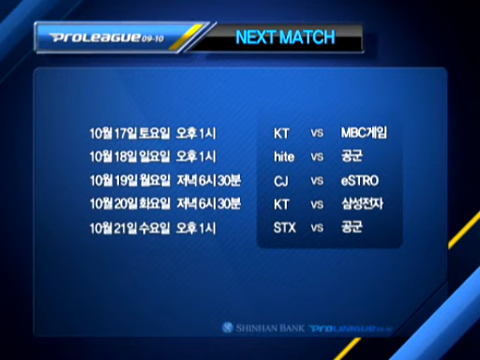 PROLEAGUE 09-10
NEXT MATCH
10월 17일 토요일 오후 1시 KT vs MBC게임
10월 18일 일요일 오후 1시 hite vs 공군
10월 19일 월요일 저녁 6시 30분 CJ vs eSTRO
10월 20일 화요일 저녁 6시 30분 KT vs 삼성전자
10월 21일 수요일 오후 1시 STX vs 공군
SHINHAN BANK PROLEAGUE 09-10